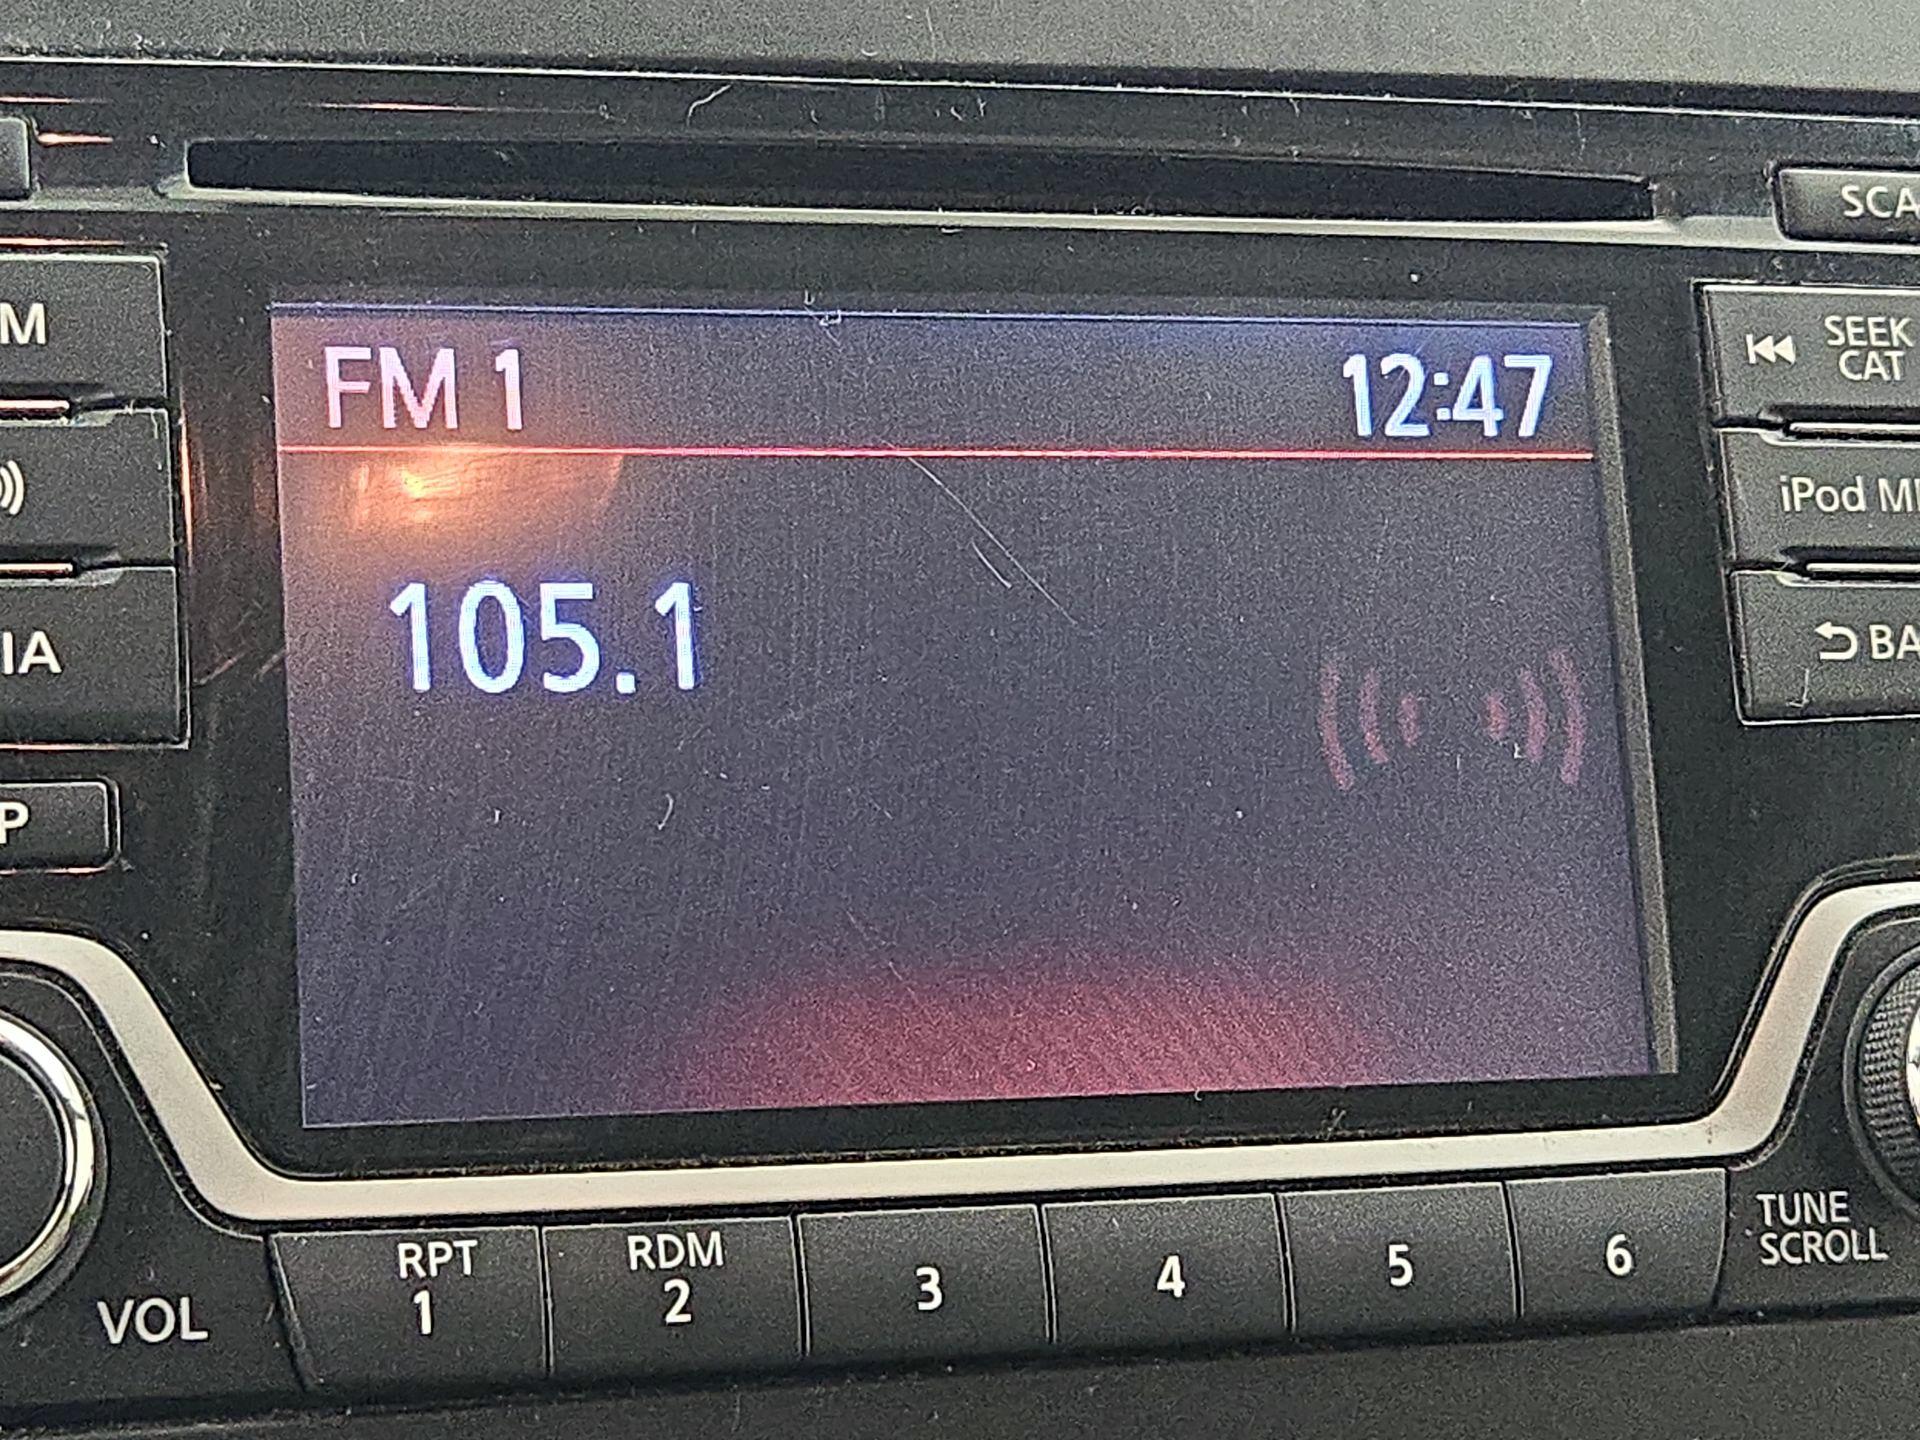 SCA
M
SEEK
CAT
FM 1
12:47
iPod M
105.1
IA
BA
P
TUNE
SCROLL
RPT
1
RDM
2
3
4
5
6
VOL